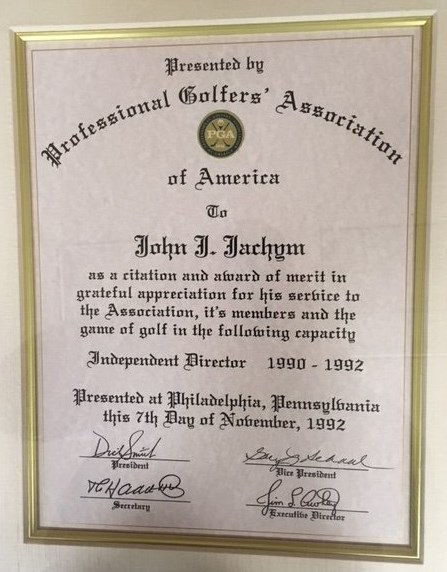 Presented by
Professional Golfers' Association
PGA
of America
To
John J. Jachym
as a citation and award of merit in
grateful appreciation for his service to
the Association, it's members and the
game of golf in the following capacity
Independent Director 1990 - 1992
Presented at Philadelphia, Pennsylvania
this 7th Day of November, 1992
Dick Smith
President
Vice President
Secretary
Executive Director